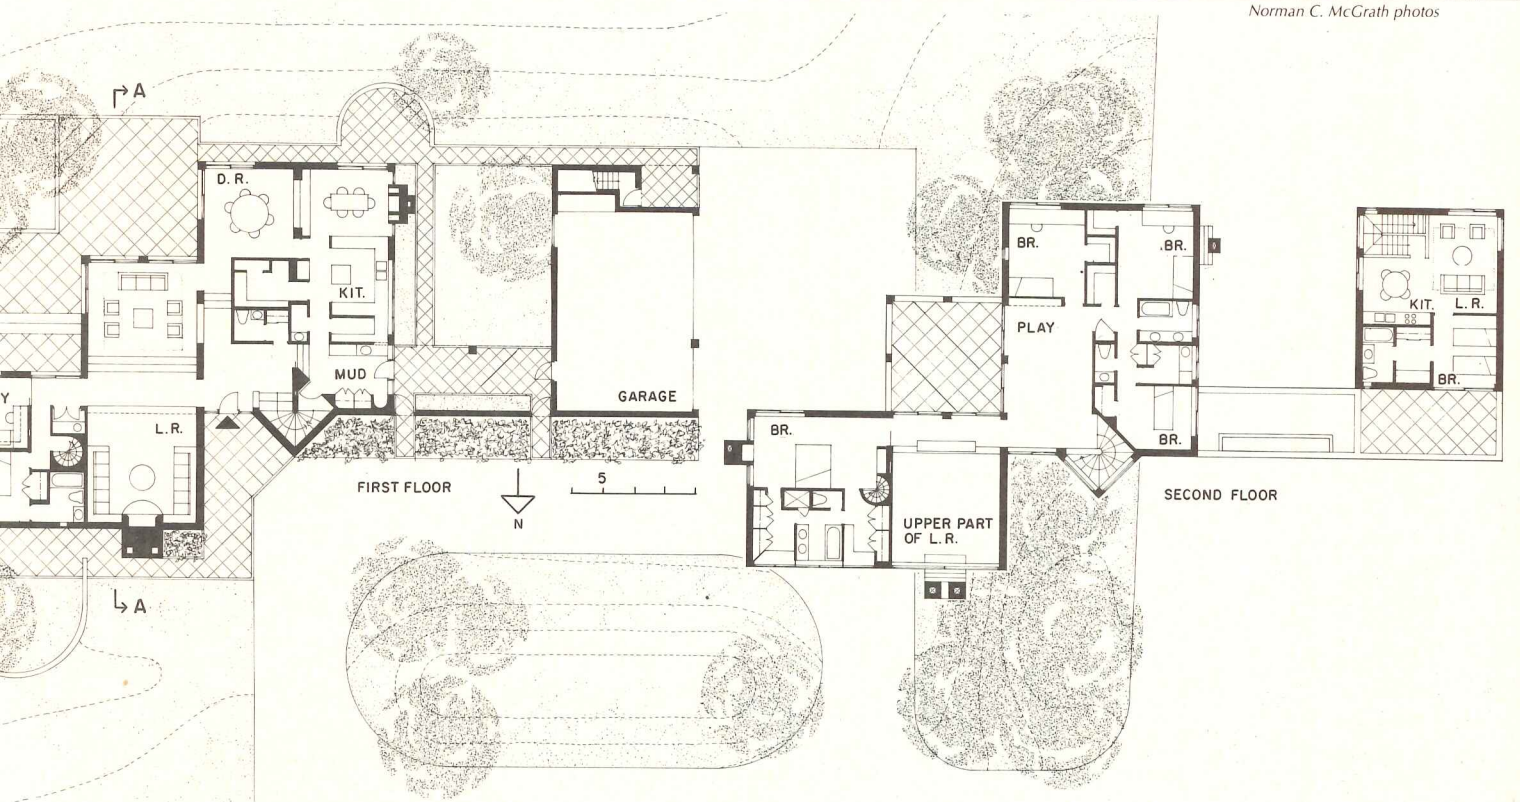 Norman C. McGrath photos
A
D. R.
KIT.
MUD
Y
L. R.
GARAGE
A
FIRST FLOOR
N
5
BR.
BR.
PLAY
BR.
BR.
UPPER PART
OF L. R.
SECOND FLOOR
KIT.
L. R.
BR.